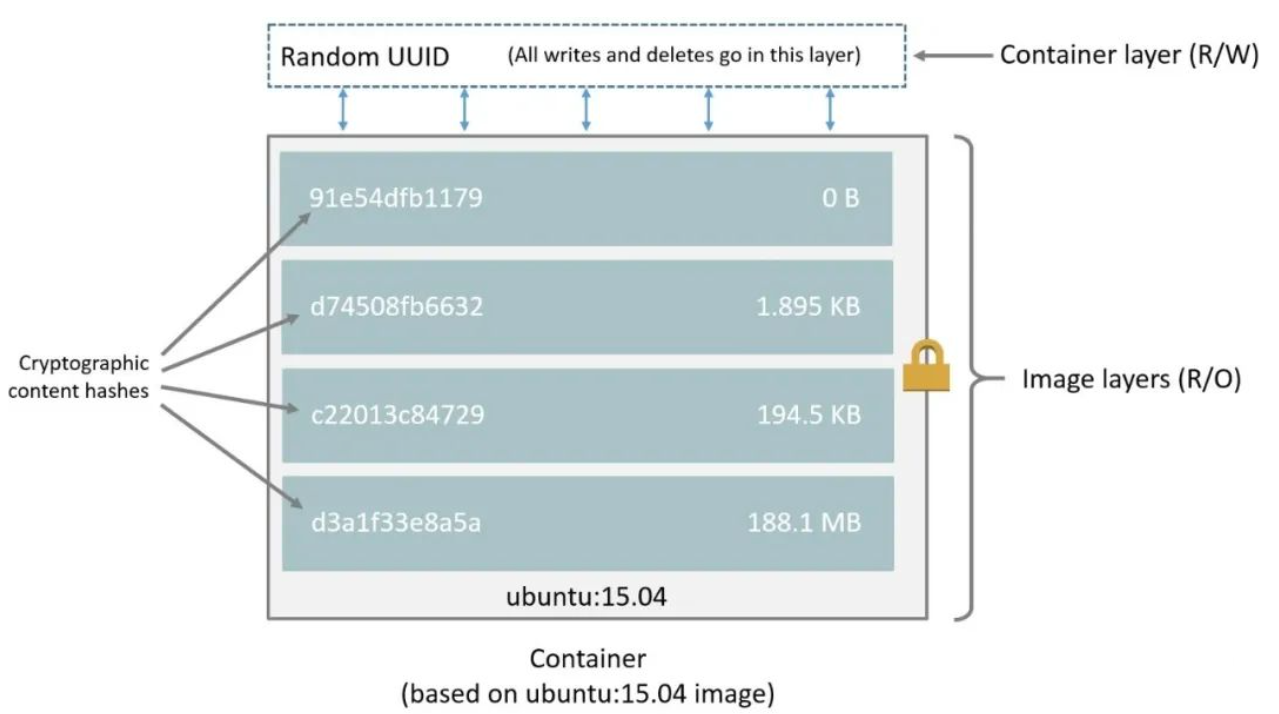 Random UUID (All writes and deletes go in this layer)
Container layer (R/W)
91e54dfb1179 0 B
d74508fb6632 1.895 KB
Cryptographic
content hashes
c22013c84729 194.5 KB
Image layers (R/O)
d3a1f33e8a5a 188.1 MB
ubuntu:15.04
Container
(based on ubuntu:15.04 image)